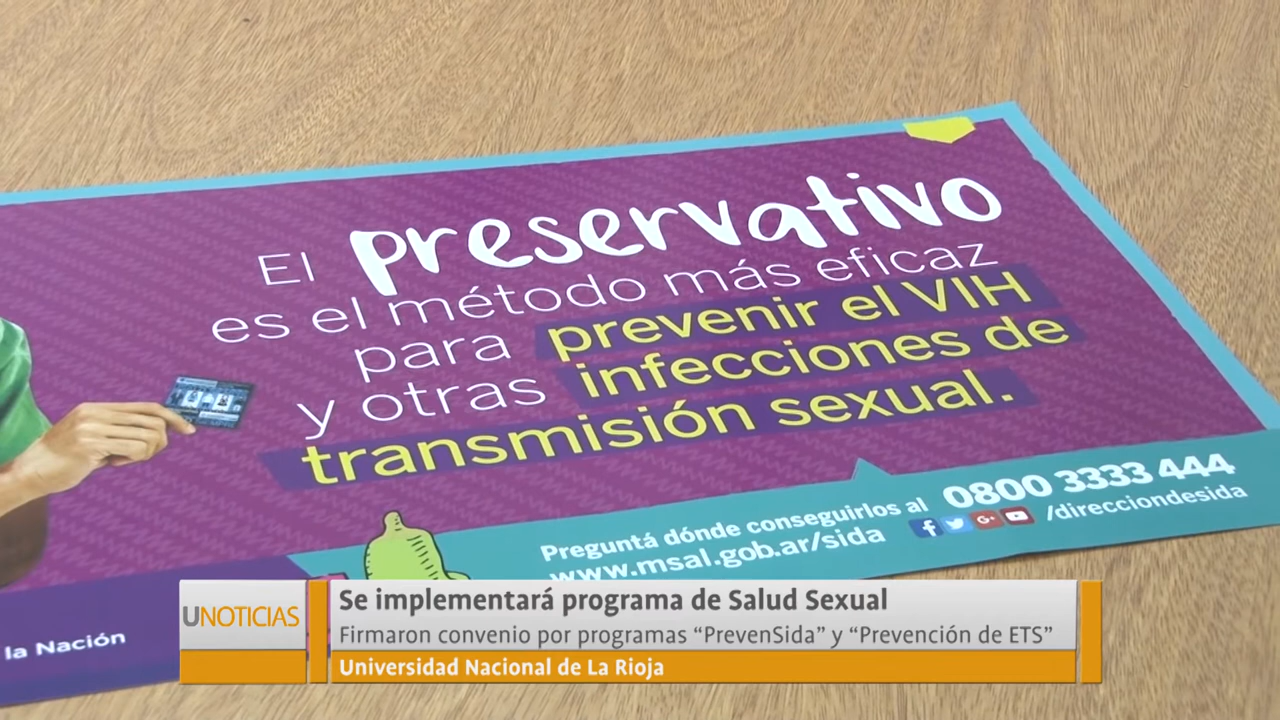 El preservativo
es el método más eficaz
para prevenir el VIH
y otras infecciones de
transmisión sexual.
Preguntá dónde conseguirlos al 0800 3333 444
www.msal.gob.ar/sida /direcciondesida
la Nación
UNOTICIAS
Se implementará programa de Salud Sexual
Firmaron convenio por programas “PrevenSida” y “Prevención de ETS”
Universidad Nacional de La Rioja